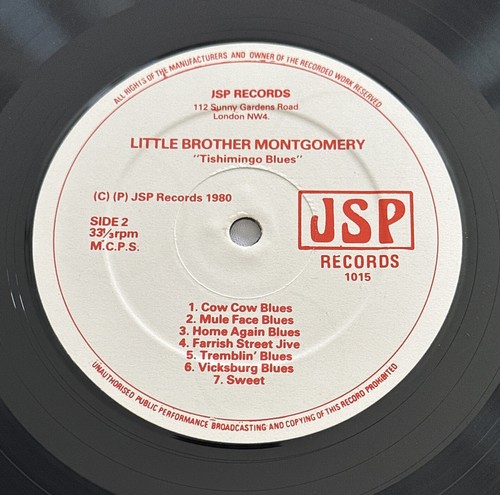 ALL RIGHTS OF THE MANUFACTURERS AND OWNER OF THE RECORDED WORK RESERVED
JSP RECORDS
112 Sunny Gardens Road
London NW4.
LITTLE BROTHER MONTGOMERY
"Tishimingo Blues"
(C) (P) JSP Records 1980
SIDE 2
33⅓rpm
M.C.P.S.
JSP
RECORDS
1015
1. Cow Cow Blues
2. Mule Face Blues
3. Home Again Blues
4. Farrish Street Jive
5. Tremblin' Blues
6. Vicksburg Blues
7. Sweet
UNAUTHORISED PUBLIC PERFORMANCE BROADCASTING AND COPYING OF THIS RECORD PROHIBITED